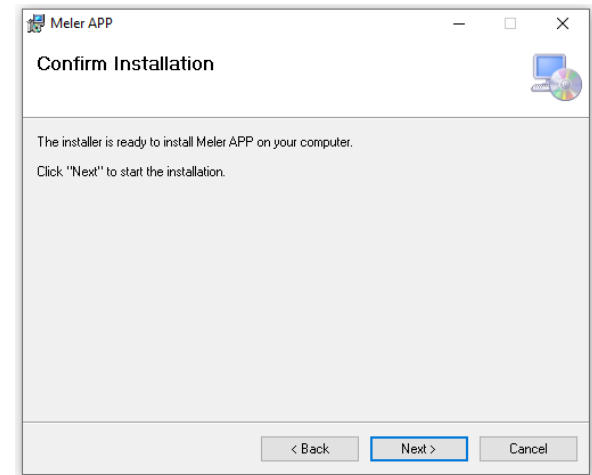 Meler APP
Confirm Installation
The installer is ready to install Meler APP on your computer.
Click "Next" to start the installation.
< Back
Next >
Cancel